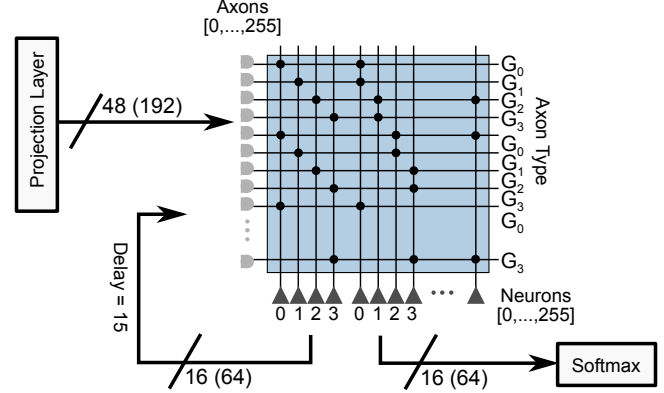 Axons
[0,...,255]
Projection Layer
48 (192)
G0
G1
G2
G3
G0
G1
G2
G3
G0
G3
Axon Type
Delay = 15
0 1 2 3 0 1 2 3
Neurons
[0,...,255]
16 (64)
16 (64)
Softmax